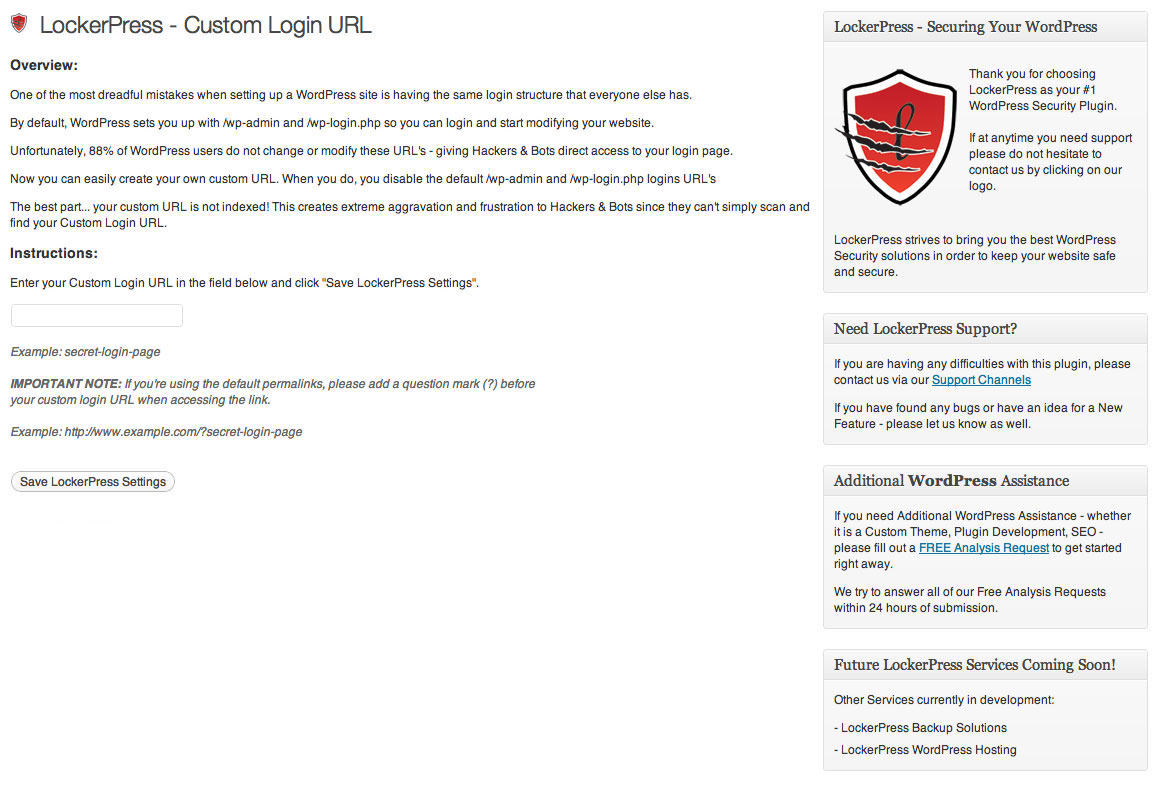 LockerPress - Custom Login URL
Overview:
One of the most dreadful mistakes when setting up a WordPress site is having the same login structure that everyone else has.
By default, WordPress sets you up with /wp-admin and /wp-login.php so you can login and start modifying your website.
Unfortunately, 88% of WordPress users do not change or modify these URL's - giving Hackers & Bots direct access to your login page.
Now you can easily create your own custom URL. When you do, you disable the default /wp-admin and /wp-login.php logins URL's
The best part... your custom URL is not indexed! This creates extreme aggravation and frustration to Hackers & Bots since they can't simply scan and
find your Custom Login URL.
Instructions:
Enter your Custom Login URL in the field below and click "Save LockerPress Settings".
Example: secret-login-page
IMPORTANT NOTE: If you're using the default permalinks, please add a question mark (?) before
your custom login URL when accessing the link.
Example: http://www.example.com/?secret-login-page
Save LockerPress Settings
LockerPress - Securing Your WordPress
Thank you for choosing
LockerPress as your #1
WordPress Security Plugin.
If at anytime you need support
please do not hesitate to
contact us by clicking on our
logo.
LockerPress strives to bring you the best WordPress
Security solutions in order to keep your website safe
and secure.
Need LockerPress Support?
If you are having any difficulties with this plugin, please
contact us via our Support Channels
If you have found any bugs or have an idea for a New
Feature - please let us know as well.
Additional WordPress Assistance
If you need Additional WordPress Assistance - whether
it is a Custom Theme, Plugin Development, SEO -
please fill out a FREE Analysis Request to get started
right away.
We try to answer all of our Free Analysis Requests
within 24 hours of submission.
Future LockerPress Services Coming Soon!
Other Services currently in development:
- LockerPress Backup Solutions
- LockerPress WordPress Hosting